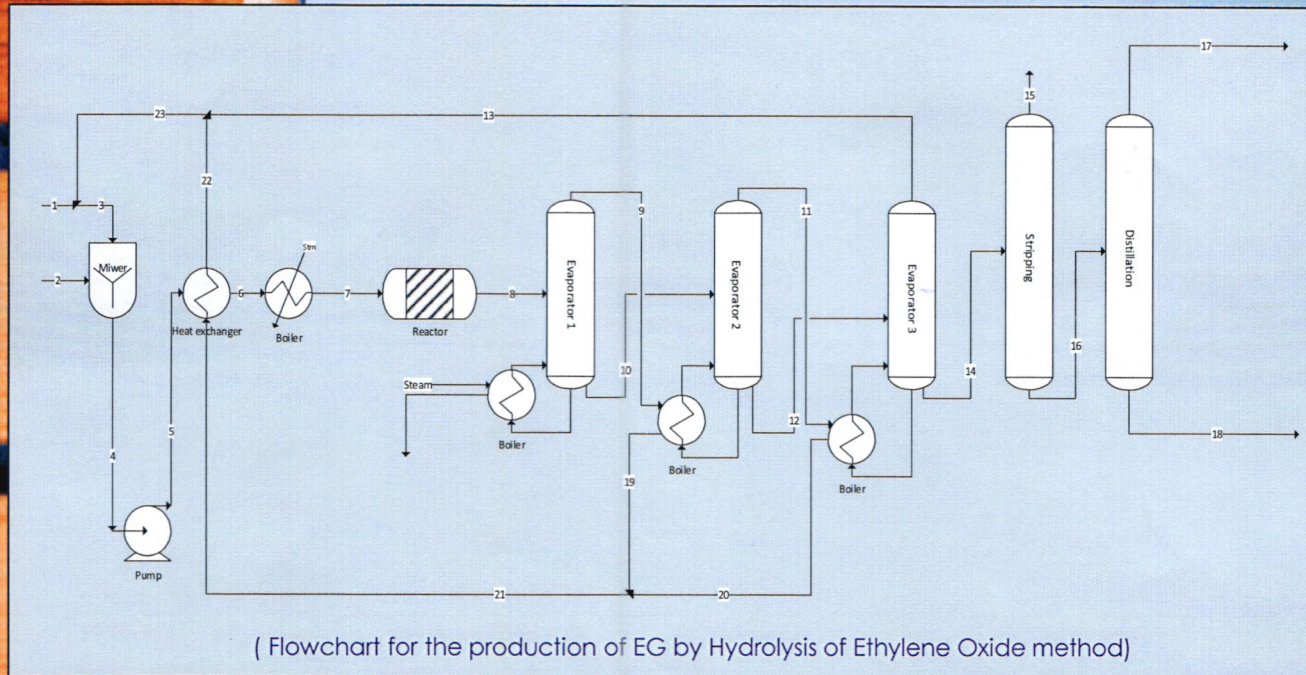 17
15
23
13
22
1
3
9
11
Stm
Miwer
2
6
7
8
Evaporator 1
Evaporator 2
Evaporator 3
Stripping
Distillation
Heat exchanger
Boiler
Reactor
10
14
16
Steam
12
5
4
Boiler
Boiler
Boiler
18
19
Pump
21
20
( Flowchart for the production of EG by Hydrolysis of Ethylene Oxide method)